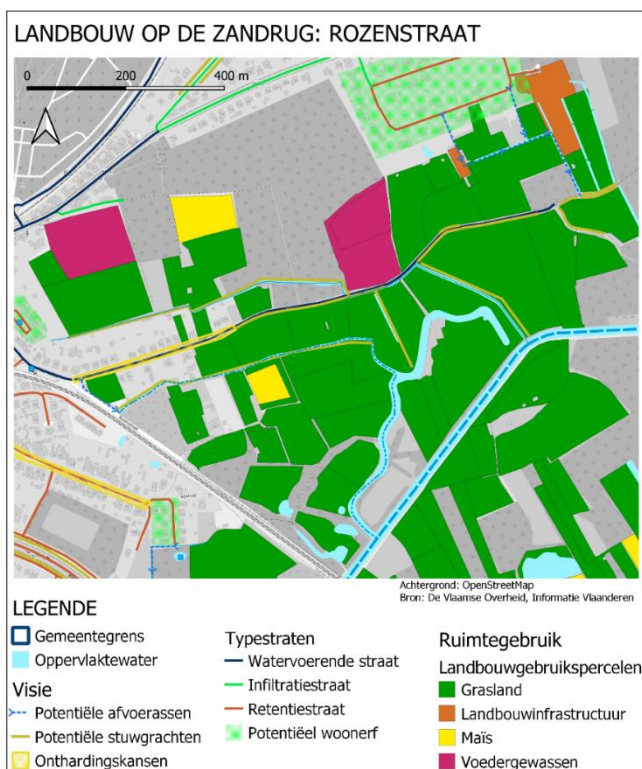 LANDBOUW OP DE ZANDRUG: ROZENSTRAAT
0 200 400 m
Achtergrond: OpenStreetMap
Bron: De Vlaamse Overheid, Informatie Vlaanderen
LEGENDE
Gemeentegrens
Oppervlaktewater
Visie
Potentiële afvoerassen
Potentiële stuwgrachten
Onthardingskansen
Typestraten
Watervoerende straat
Infiltratiestraat
Retentiestraat
Potentiëel woonerf
Ruimtegebruik
Landbouwgebruikspercelen
Grasland
Landbouwinfrastructuur
Maïs
Voedergewassen